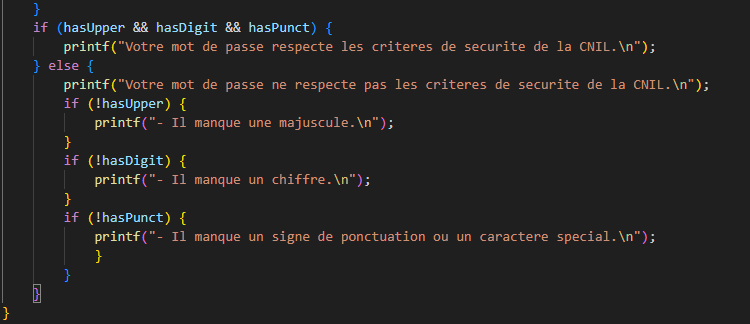 }
if (hasUpper && hasDigit && hasPunct) {
printf("Votre mot de passe respecte les criteres de securite de la CNIL.\n");
} else {
printf("Votre mot de passe ne respecte pas les criteres de securite de la CNIL.\n");
if (!hasUpper) {
printf("- Il manque une majuscule.\n");
}
if (!hasDigit) {
printf("- Il manque un chiffre.\n");
}
if (!hasPunct) {
printf("- Il manque un signe de ponctuation ou un caractere special.\n");
}
}
}
}